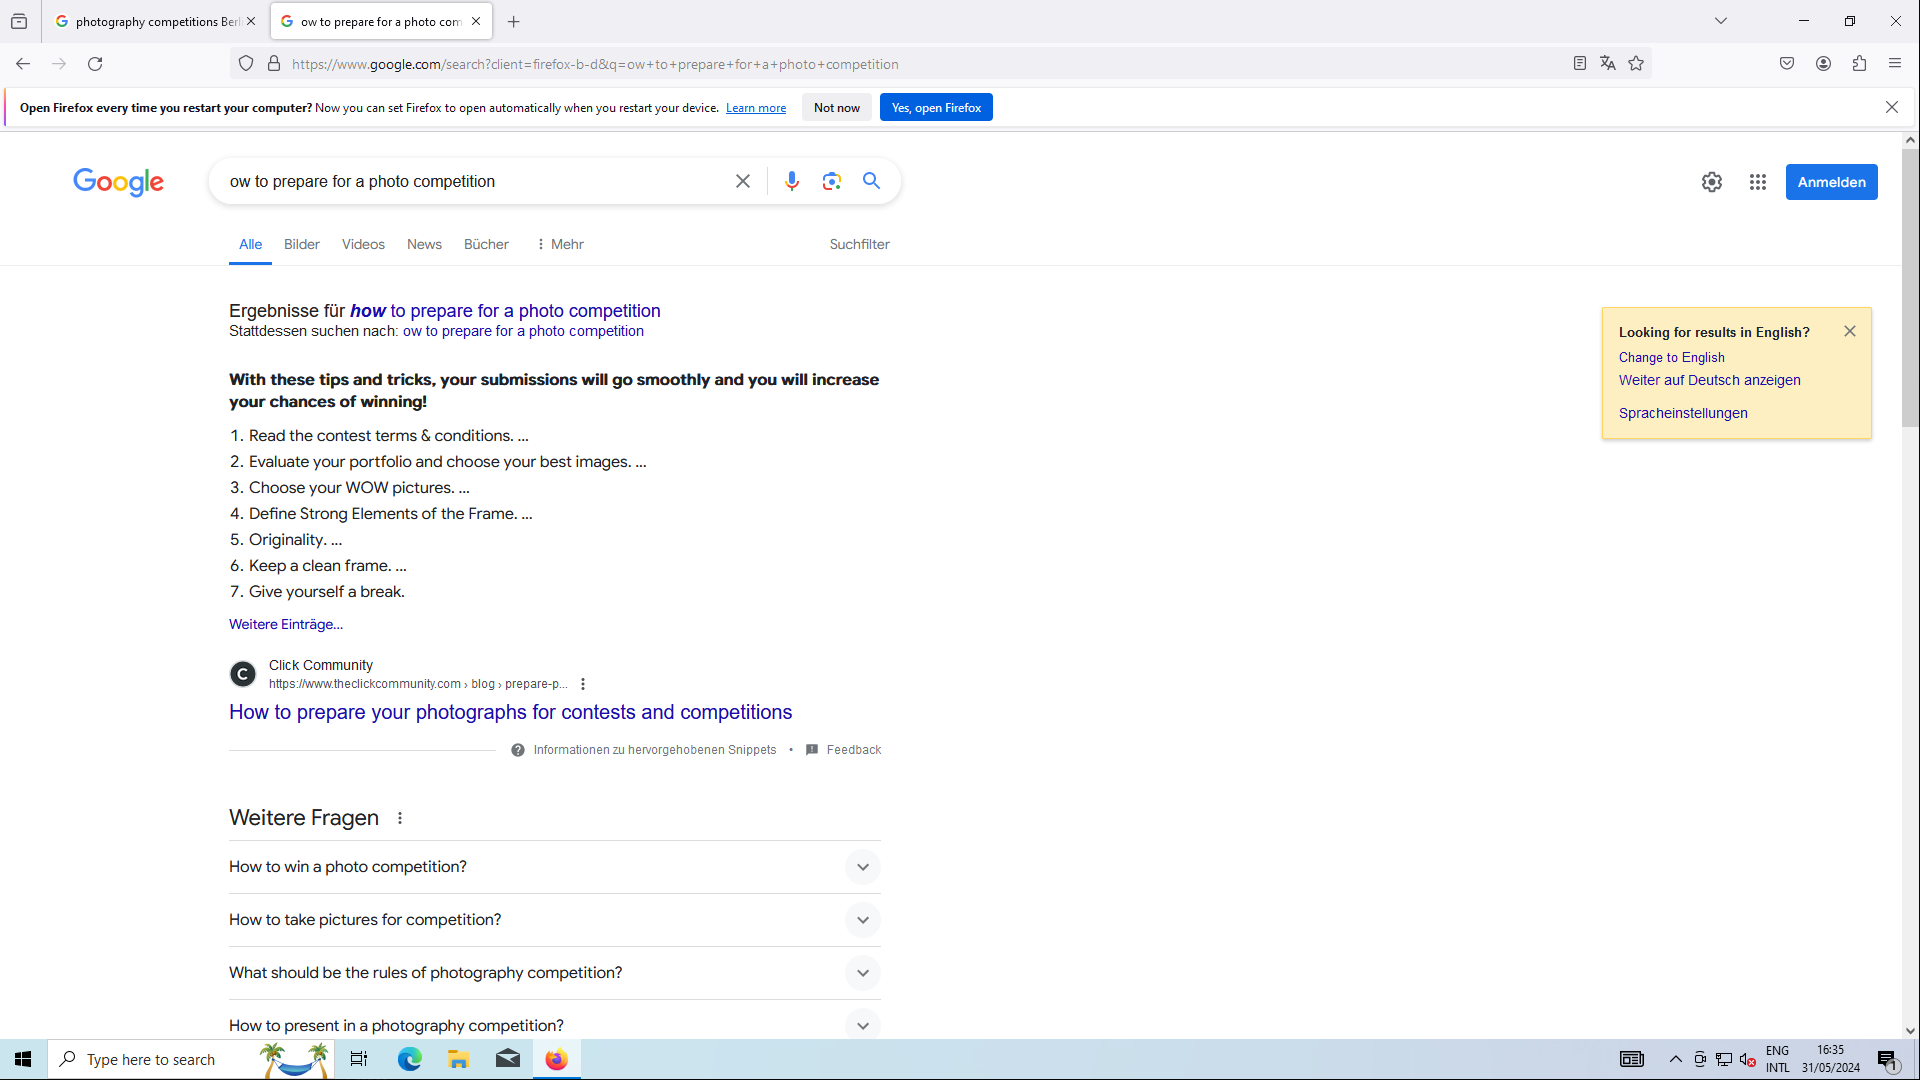 photography competitions Berl
ow to prepare for a photo com
https://www.google.com/search?client=firefox-b-d&q=ow+to+prepare+for+a+photo+competition
Open Firefox every time you restart your computer? Now you can set Firefox to open automatically when you restart your device. Learn more
Not now
Yes, open Firefox
Google
ow to prepare for a photo competition
Anmelden
Alle
Bilder
Videos
News
Bücher
Mehr
Suchfilter
Ergebnisse für how to prepare for a photo competition
Stattdessen suchen nach: ow to prepare for a photo competition
Looking for results in English?
Change to English
Weiter auf Deutsch anzeigen
Spracheinstellungen
With these tips and tricks, your submissions will go smoothly and you will increase
your chances of winning!
1. Read the contest terms & conditions. ...
2. Evaluate your portfolio and choose your best images. ...
3. Choose your WOW pictures. ...
4. Define Strong Elements of the Frame. ...
5. Originality. ...
6. Keep a clean frame. ...
7. Give yourself a break.
Weitere Einträge...
C
Click Community
https://www.theclickcommunity.com › blog › prepare-p...
How to prepare your photographs for contests and competitions
Informationen zu hervorgehobenen Snippets • Feedback
Weitere Fragen
How to win a photo competition?
How to take pictures for competition?
What should be the rules of photography competition?
How to present in a photography competition?
Type here to search
ENG
INTL
16:35
31/05/2024
1